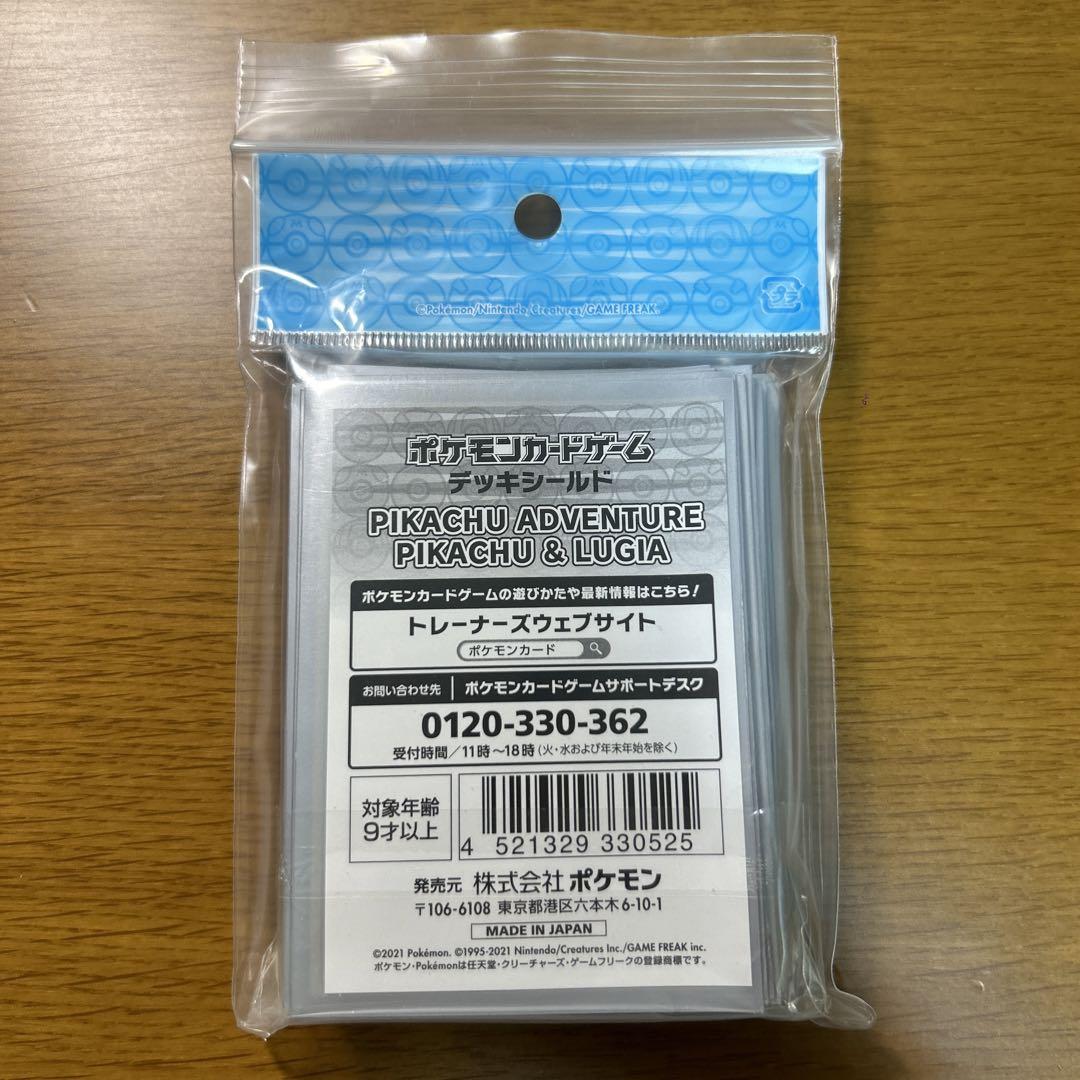 ©Pokémon/Nintendo/Creatures/GAME FREAK.
プラ
ポケモンカードゲーム™
デッキシールド
PIKACHU ADVENTURE
PIKACHU & LUGIA
ポケモンカードゲームの遊びかたや最新情報はこちら!
トレーナーズウェブサイト
ポケモンカード
お問い合わせ先 ポケモンカードゲームサポートデスク
0120-330-362
受付時間/11時~18時(火・水および年末年始を除く)
対象年齢
9才以上
4 521329 330525
発売元 株式会社ポケモン
〒106-6108 東京都港区六本木6-10-1
MADE IN JAPAN
©2021 Pokémon. ©1995-2021 Nintendo/Creatures Inc./GAME FREAK inc.
ポケモン・Pokémonは任天堂・クリーチャーズ・ゲームフリークの登録商標です。